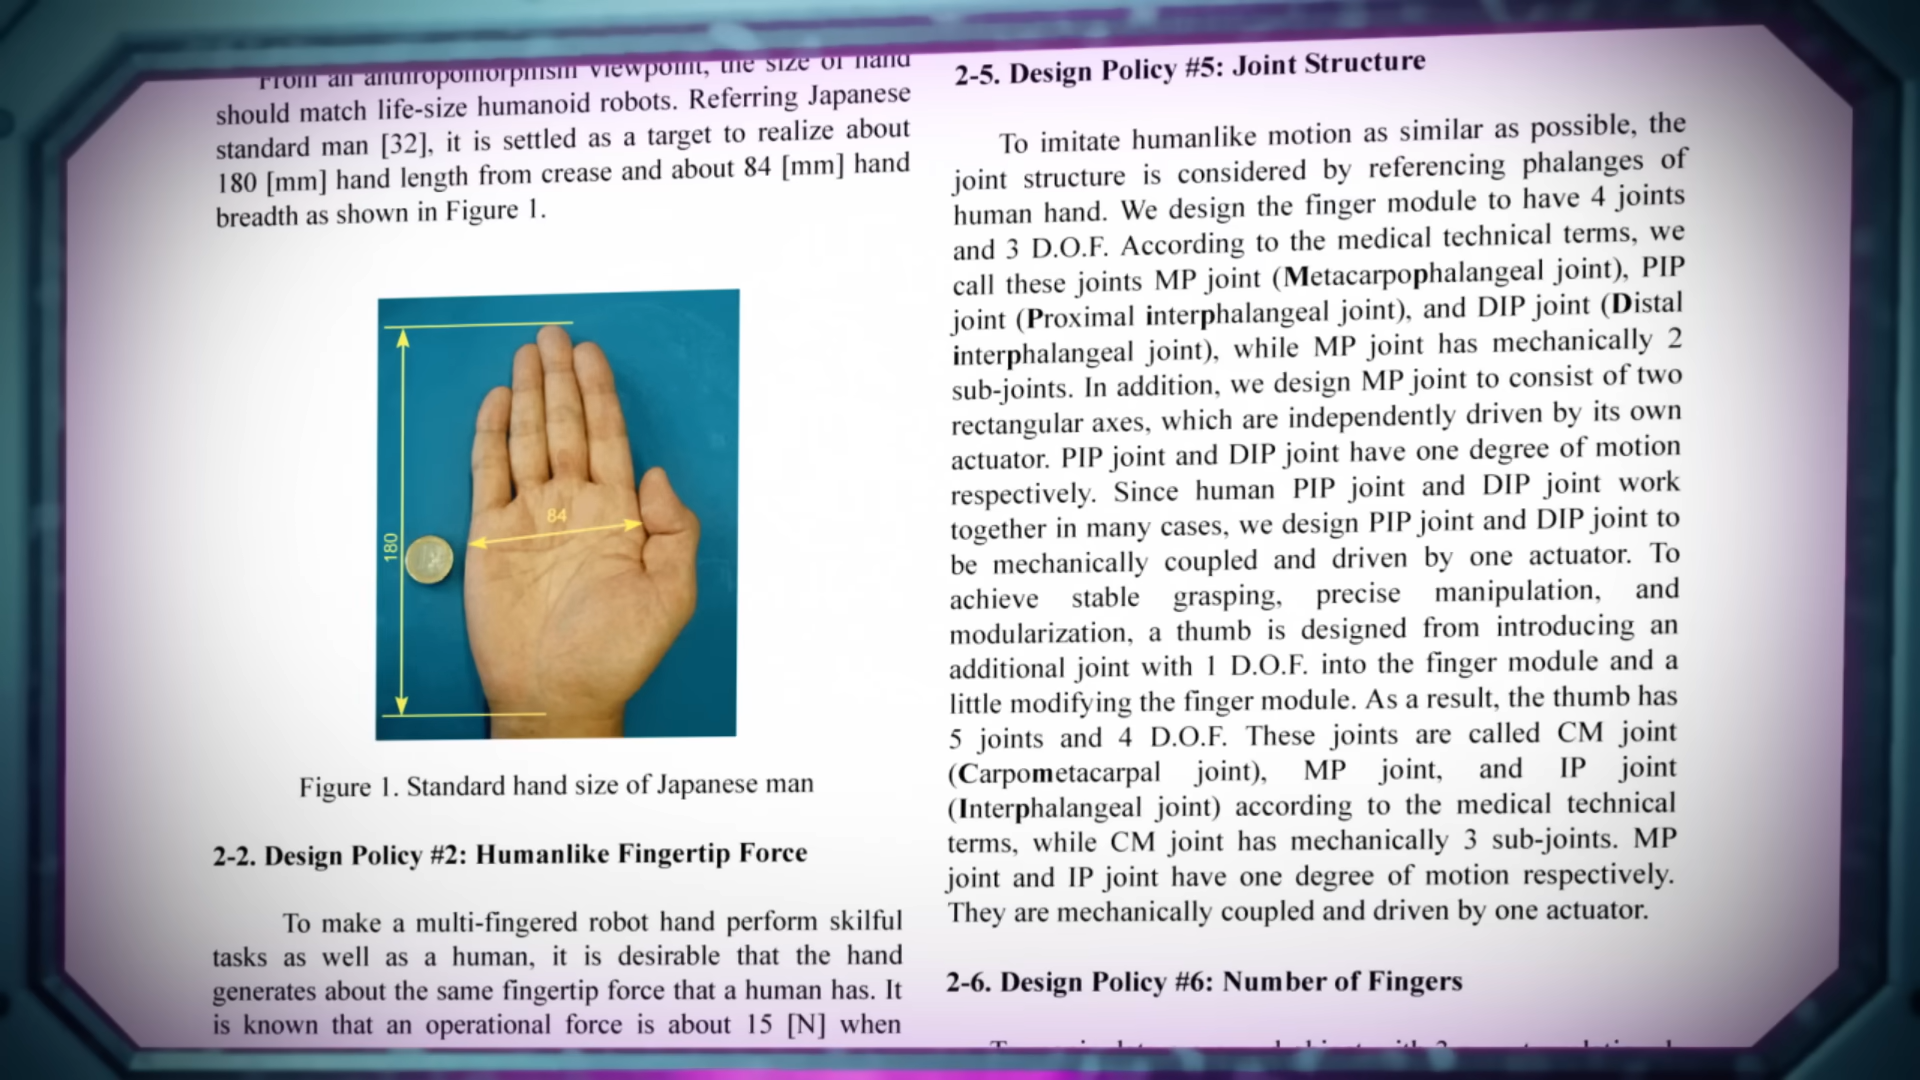 From an anthropomorphism viewpoint, the size of hand
should match life-size humanoid robots. Referring Japanese
standard man [32], it is settled as a target to realize about
180 [mm] hand length from crease and about 84 [mm] hand
breadth as shown in Figure 1.
84
180
Figure 1. Standard hand size of Japanese man
2-2. Design Policy #2: Humanlike Fingertip Force
To make a multi-fingered robot hand perform skilful
tasks as well as a human, it is desirable that the hand
generates about the same fingertip force that a human has. It
is known that an operational force is about 15 [N] when
2-5. Design Policy #5: Joint Structure
To imitate humanlike motion as similar as possible, the
joint structure is considered by referencing phalanges of
human hand. We design the finger module to have 4 joints
and 3 D.O.F. According to the medical technical terms, we
call these joints MP joint (Metacarpophalangeal joint), PIP
joint (Proximal interphalangeal joint), and DIP joint (Distal
interphalangeal joint), while MP joint has mechanically 2
sub-joints. In addition, we design MP joint to consist of two
rectangular axes, which are independently driven by its own
actuator. PIP joint and DIP joint have one degree of motion
respectively. Since human PIP joint and DIP joint work
together in many cases, we design PIP joint and DIP joint to
be mechanically coupled and driven by one actuator. To
achieve stable grasping, precise manipulation, and
modularization, a thumb is designed from introducing an
additional joint with 1 D.O.F. into the finger module and a
little modifying the finger module. As a result, the thumb has
5 joints and 4 D.O.F. These joints are called CM joint
(Carpometacarpal joint), MP joint, and IP joint
(Interphalangeal joint) according to the medical technical
terms, while CM joint has mechanically 3 sub-joints. MP
joint and IP joint have one degree of motion respectively.
They are mechanically coupled and driven by one actuator.
2-6. Design Policy #6: Number of Fingers